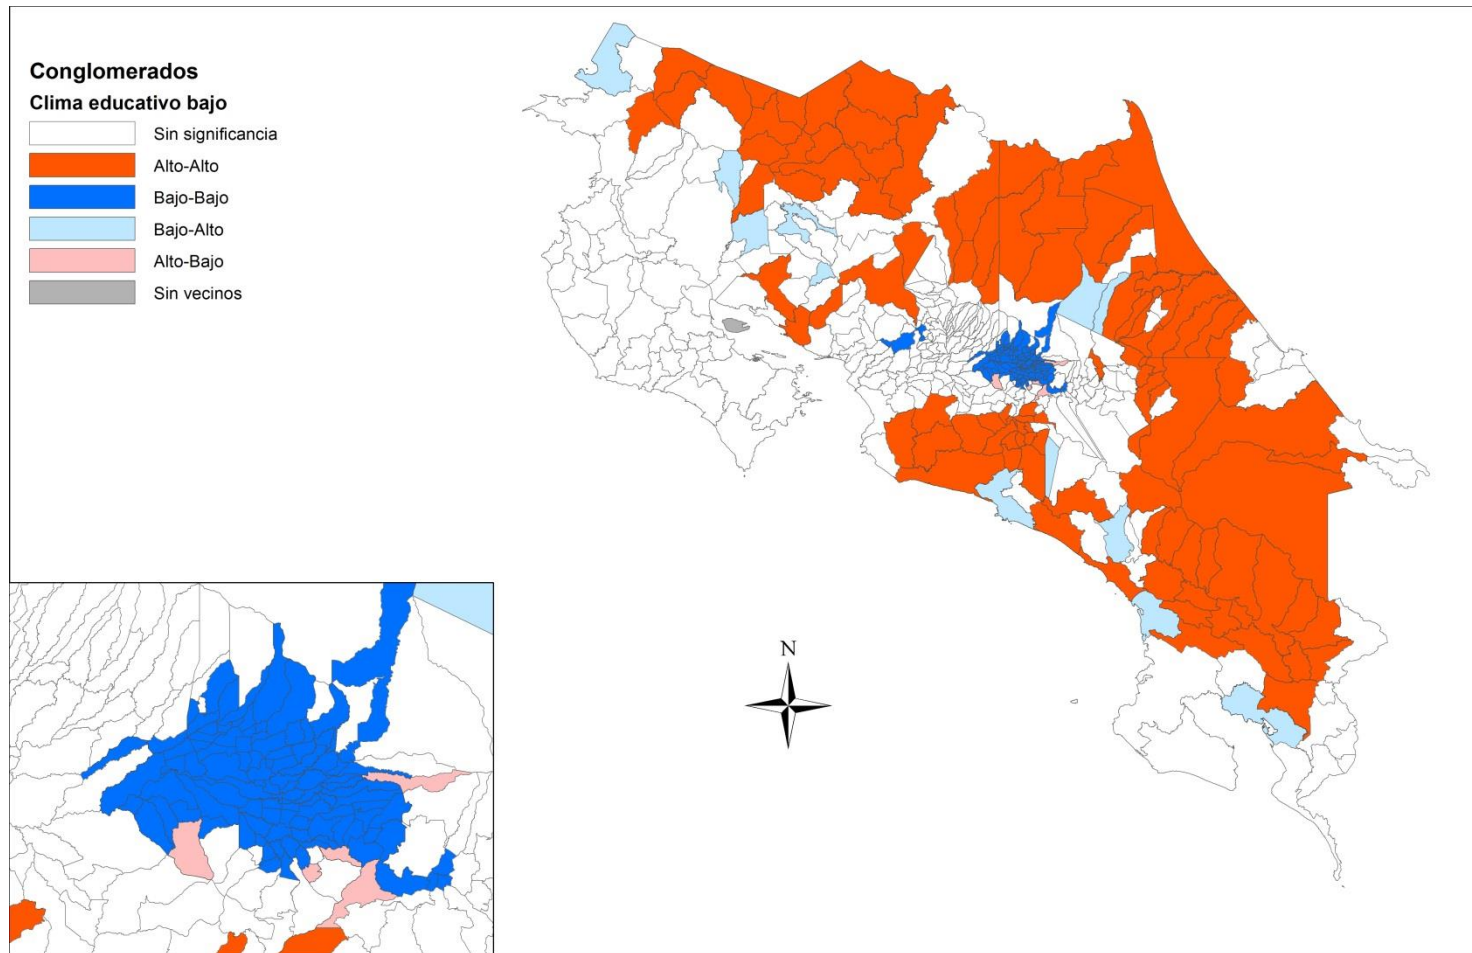 Conglomerados
Clima educativo bajo
Sin significancia
Alto-Alto
Bajo-Bajo
Bajo-Alto
Alto-Bajo
Sin vecinos
N